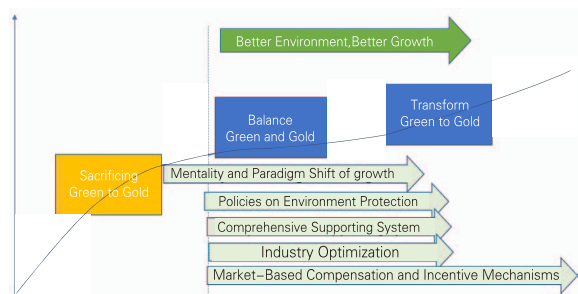 Better Environment,Better Growth
Transform
Green to Gold
Balance
Green and Gold
Sacrificing
Green to Gold
Mentality and Paradigm Shift of growth
Policies on Environment Protection
Comprehensive Supporting System
Industry Optimization
Market-Based Compensation and Incentive Mechanisms